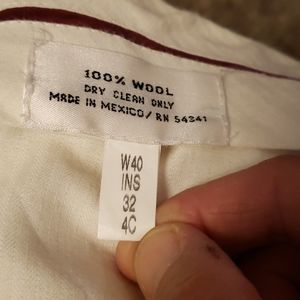 100% WOOL
DRY CLEAN ONLY
MADE IN MEXICO/ RN 54341
W40
INS
32
4C